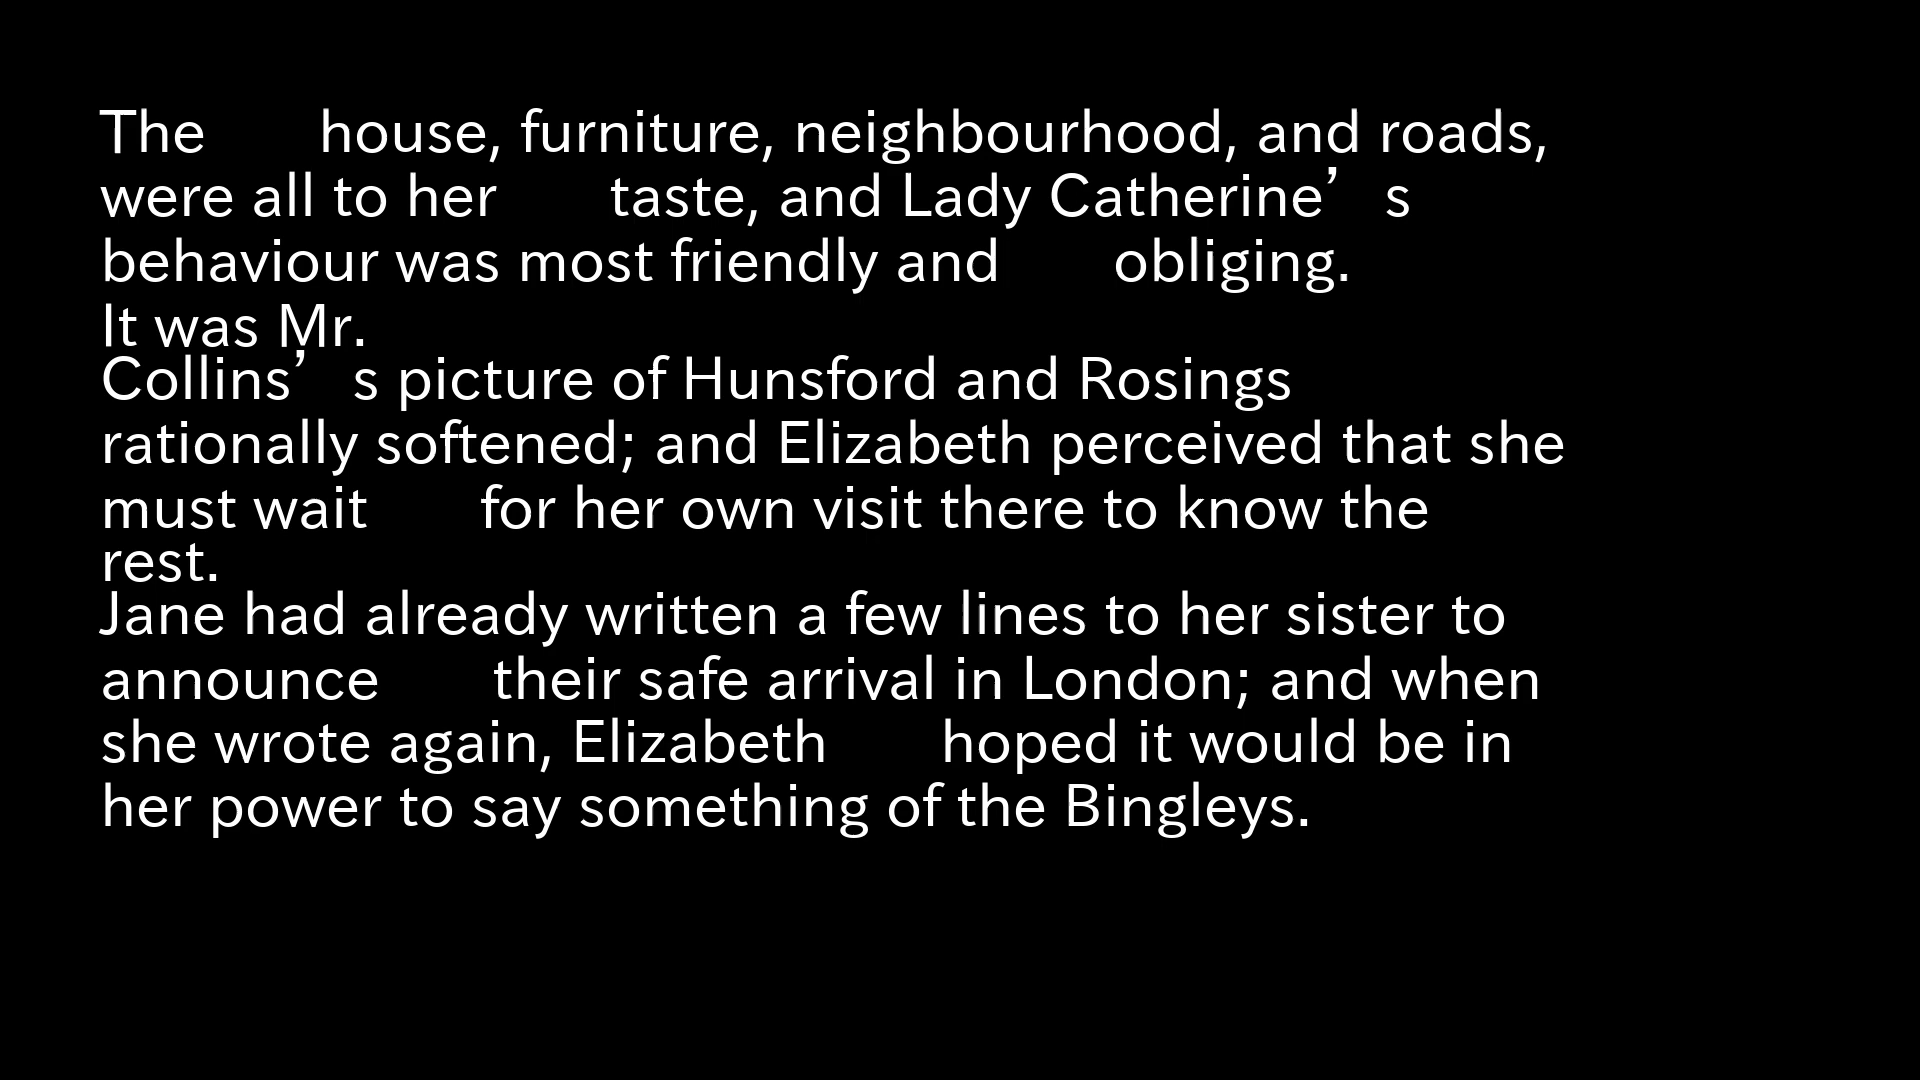 The house, furniture, neighbourhood, and roads,
were all to her taste, and Lady Catherine’s
behaviour was most friendly and obliging.
It was Mr.
Collins’s picture of Hunsford and Rosings
rationally softened; and Elizabeth perceived that she
must wait for her own visit there to know the
rest.
Jane had already written a few lines to her sister to
announce their safe arrival in London; and when
she wrote again, Elizabeth hoped it would be in
her power to say something of the Bingleys.